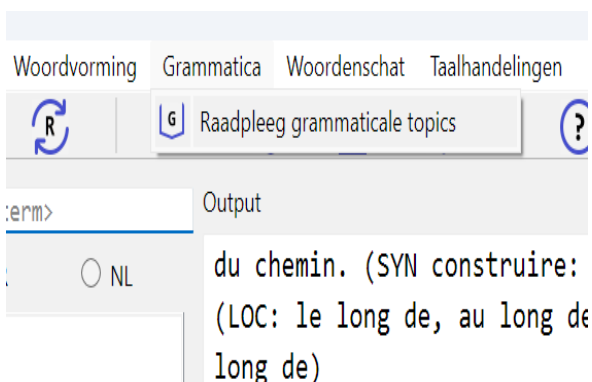 Woordvorming Grammatica Woordenschat Taalhandelingen
R
G Raadpleeg grammaticale topics
?
term>
Output
NL
du chemin. (SYN construire:
(LOC: le long de, au long de
long de)